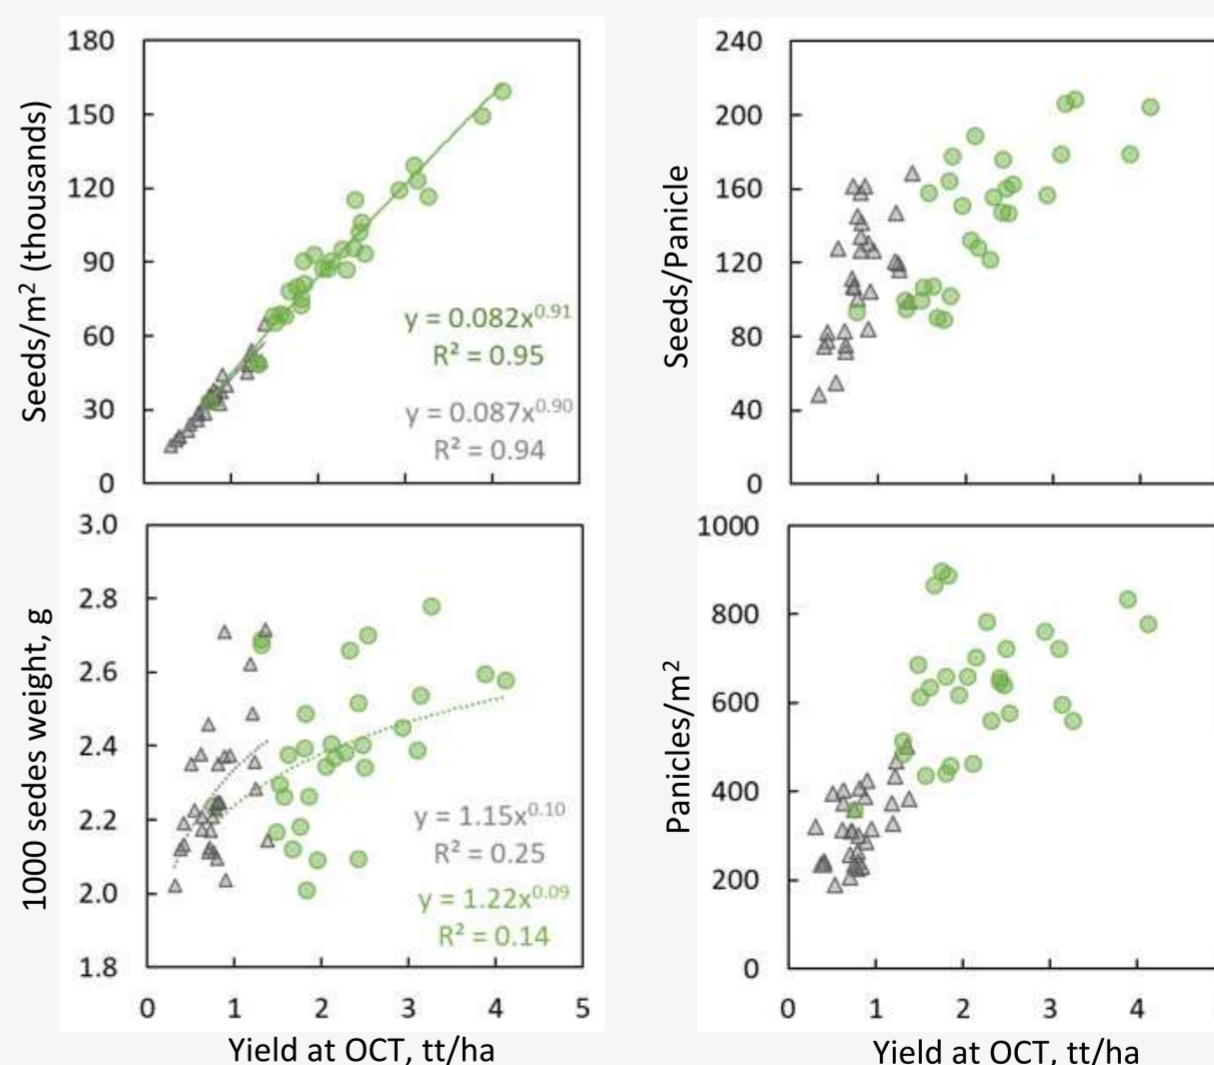 180
150
120
90
60
30
0
Seeds/m² (thousands)
y = 0.082x^0.91
R² = 0.95
y = 0.087x^0.90
R² = 0.94
240
200
160
120
80
40
0
Seeds/Panicle
3.0
2.8
2.6
2.4
2.2
2.0
1.8
1000 sedes weight, g
y = 1.15x^0.10
R² = 0.25
y = 1.22x^0.09
R² = 0.14
0 1 2 3 4 5
Yield at OCT, tt/ha
1000
800
600
400
200
0
Panicles/m²
0 1 2 3 4
Yield at OCT, tt/ha